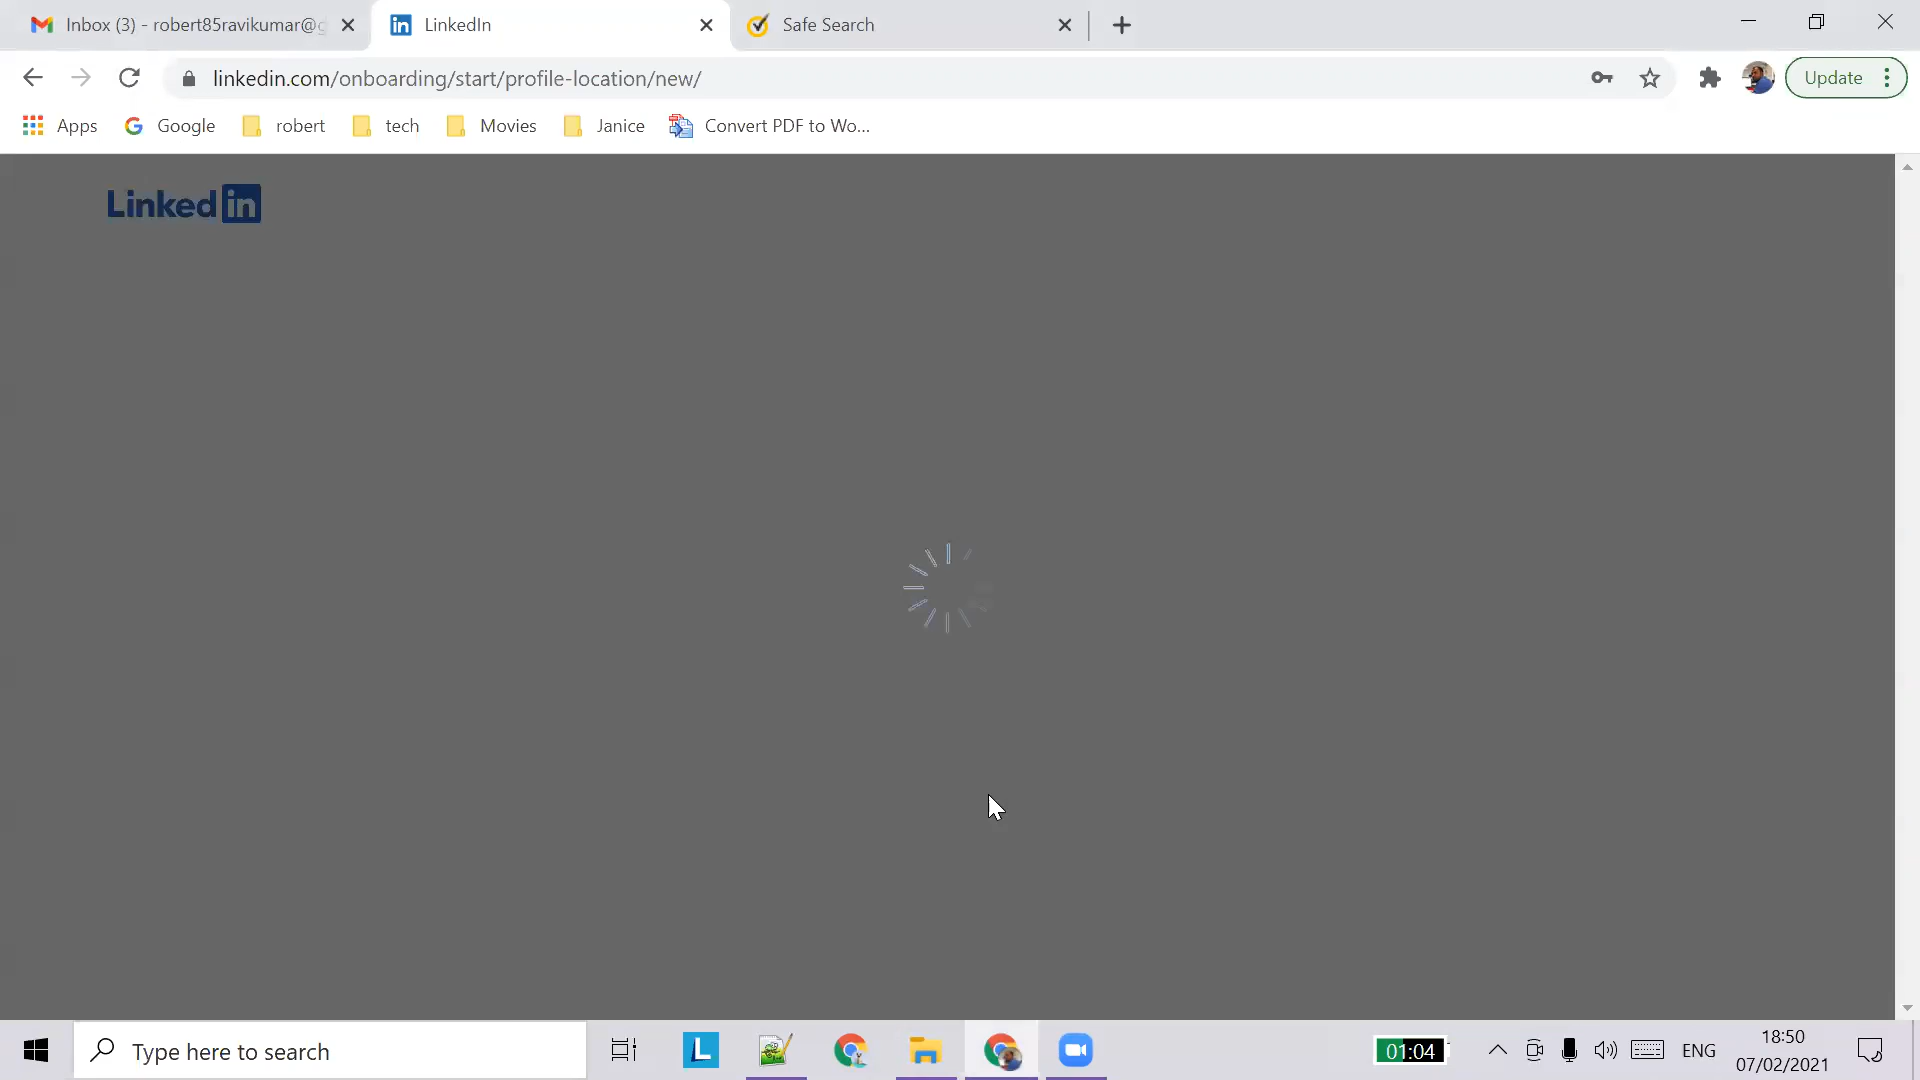 Inbox (3) - robert85ravikumar@g
LinkedIn
Safe Search
linkedin.com/onboarding/start/profile-location/new/
Update
Apps
Google
robert
tech
Movies
Janice
Convert PDF to Wo...
Linked in
Type here to search
L
01:04
ENG
18:50
07/02/2021